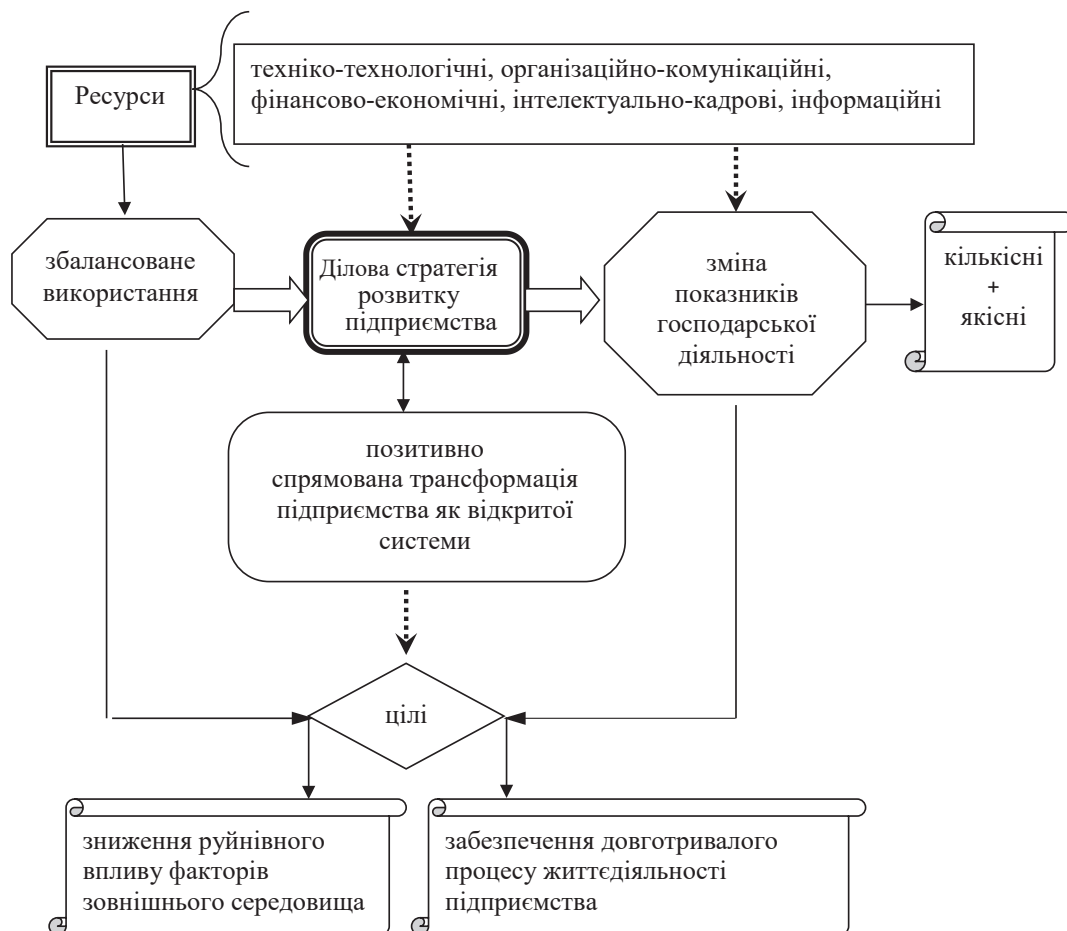 Ресурси
техніко-технологічні, організаційно-комунікаційні,
фінансово-економічні, інтелектуально-кадрові, інформаційні
збалансоване
використання
Ділова стратегія
розвитку
підприємства
зміна
показників
господарської
діяльності
кількісні
+
якісні
позитивно
спрямована трансформація
підприємства як відкритої
системи
цілі
зниження руйнівного
впливу факторів
зовнішнього середовища
забезпечення довготривалого
процесу життєдіяльності
підприємства